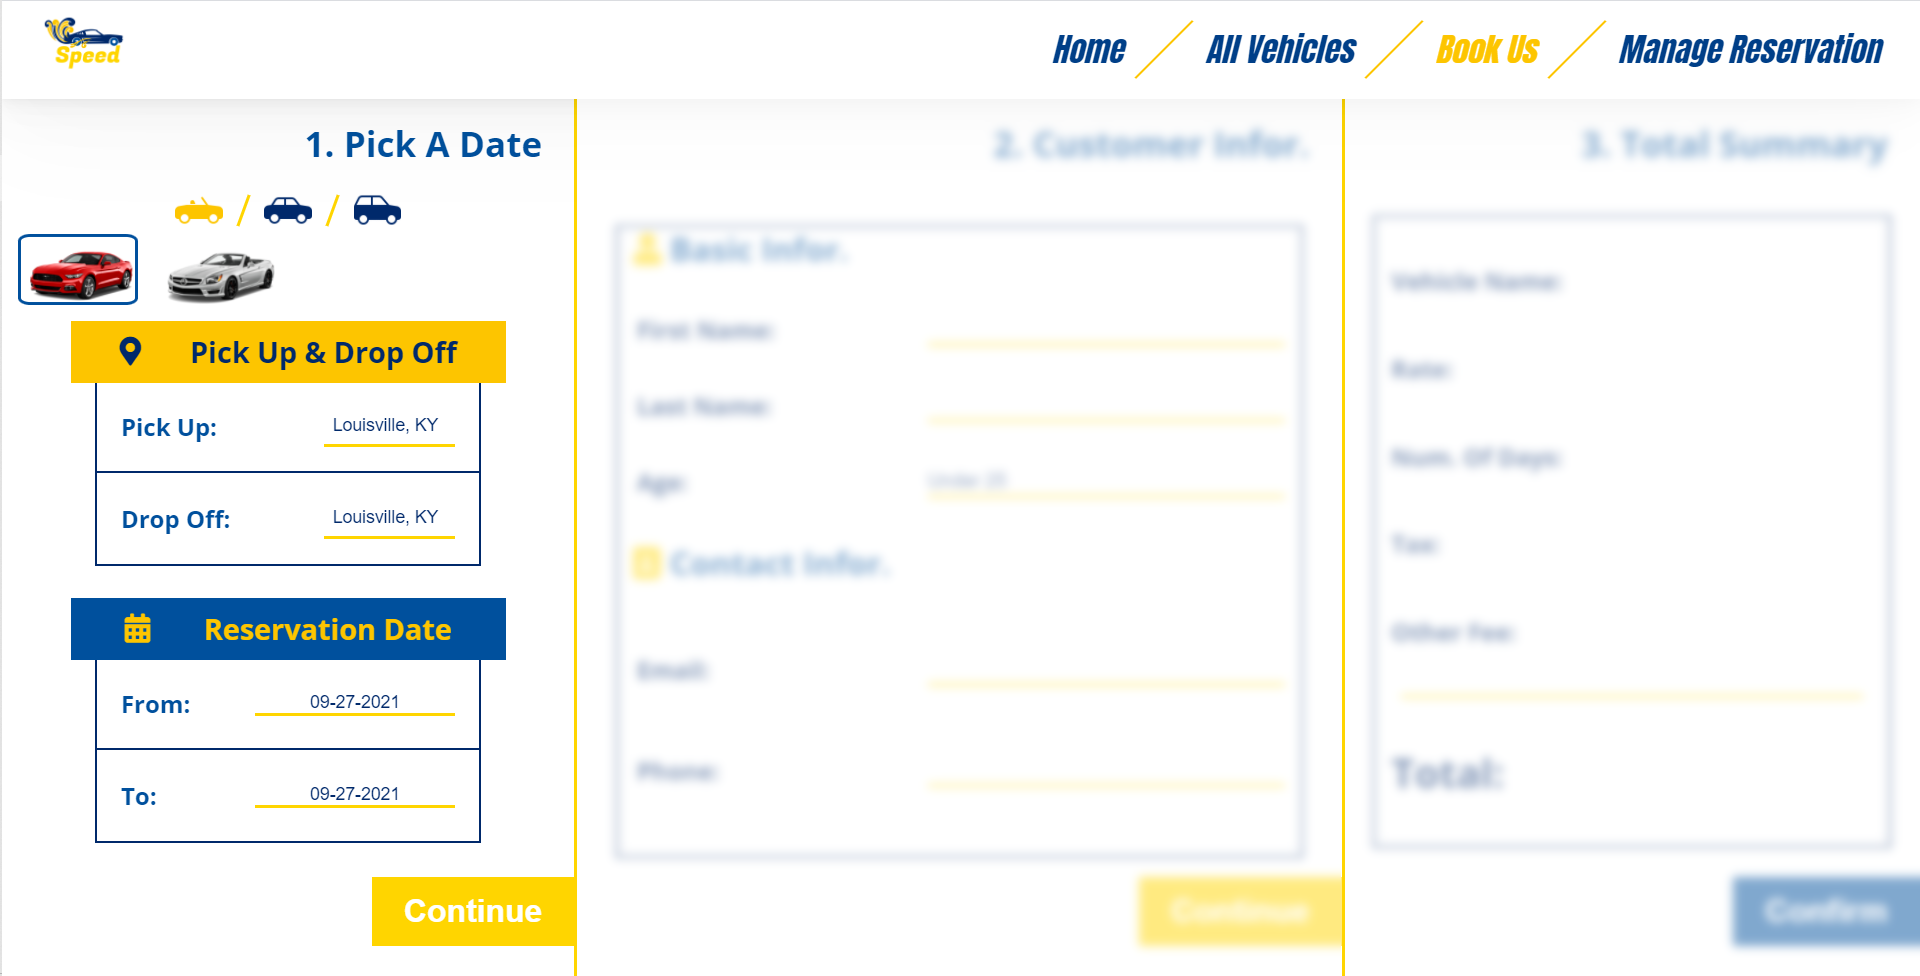 Speed
Home
All Vehicles
Book Us
Manage Reservation
1. Pick A Date
Pick Up & Drop Off
Pick Up:
Louisville, KY
Drop Off:
Louisville, KY
Reservation Date
From:
09-27-2021
To:
09-27-2021
Continue
2. Customer Infor.
Basic Infor.
First Name:
Last Name:
Age:
Under 25
Contact Infor.
Email:
Phone:
Continue
3. Total Summary
Vehicle Name:
Rate:
Num. Of Days:
Tax:
Other Fee:
Total:
Confirm